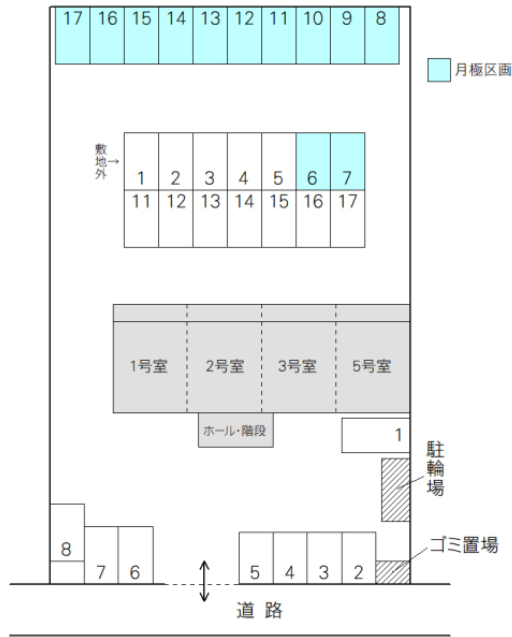 17 16 15 14 13 12 11 10 9 8
月極区画
敷地外→
1 2 3 4 5 6 7
11 12 13 14 15 16 17
1号室 2号室 3号室 5号室
ホール・階段
1
駐輪場
8
7 6 5 4 3 2
ゴミ置場
道路